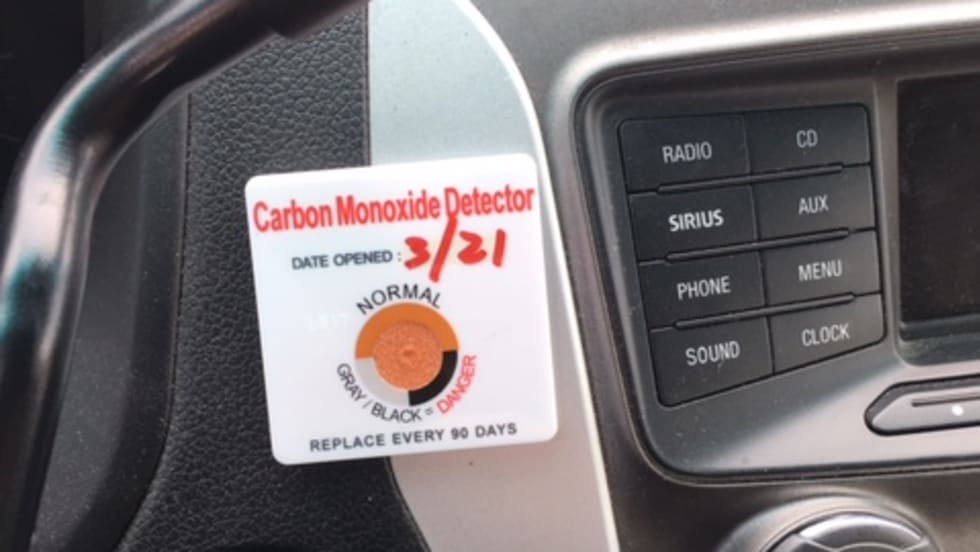 Carbon Monoxide Detector
DATE OPENED : 3/21
NORMAL
GRAY / BLACK = DANGER
REPLACE EVERY 90 DAYS
RADIO
CD
SIRIUS
AUX
PHONE
MENU
SOUND
CLOCK